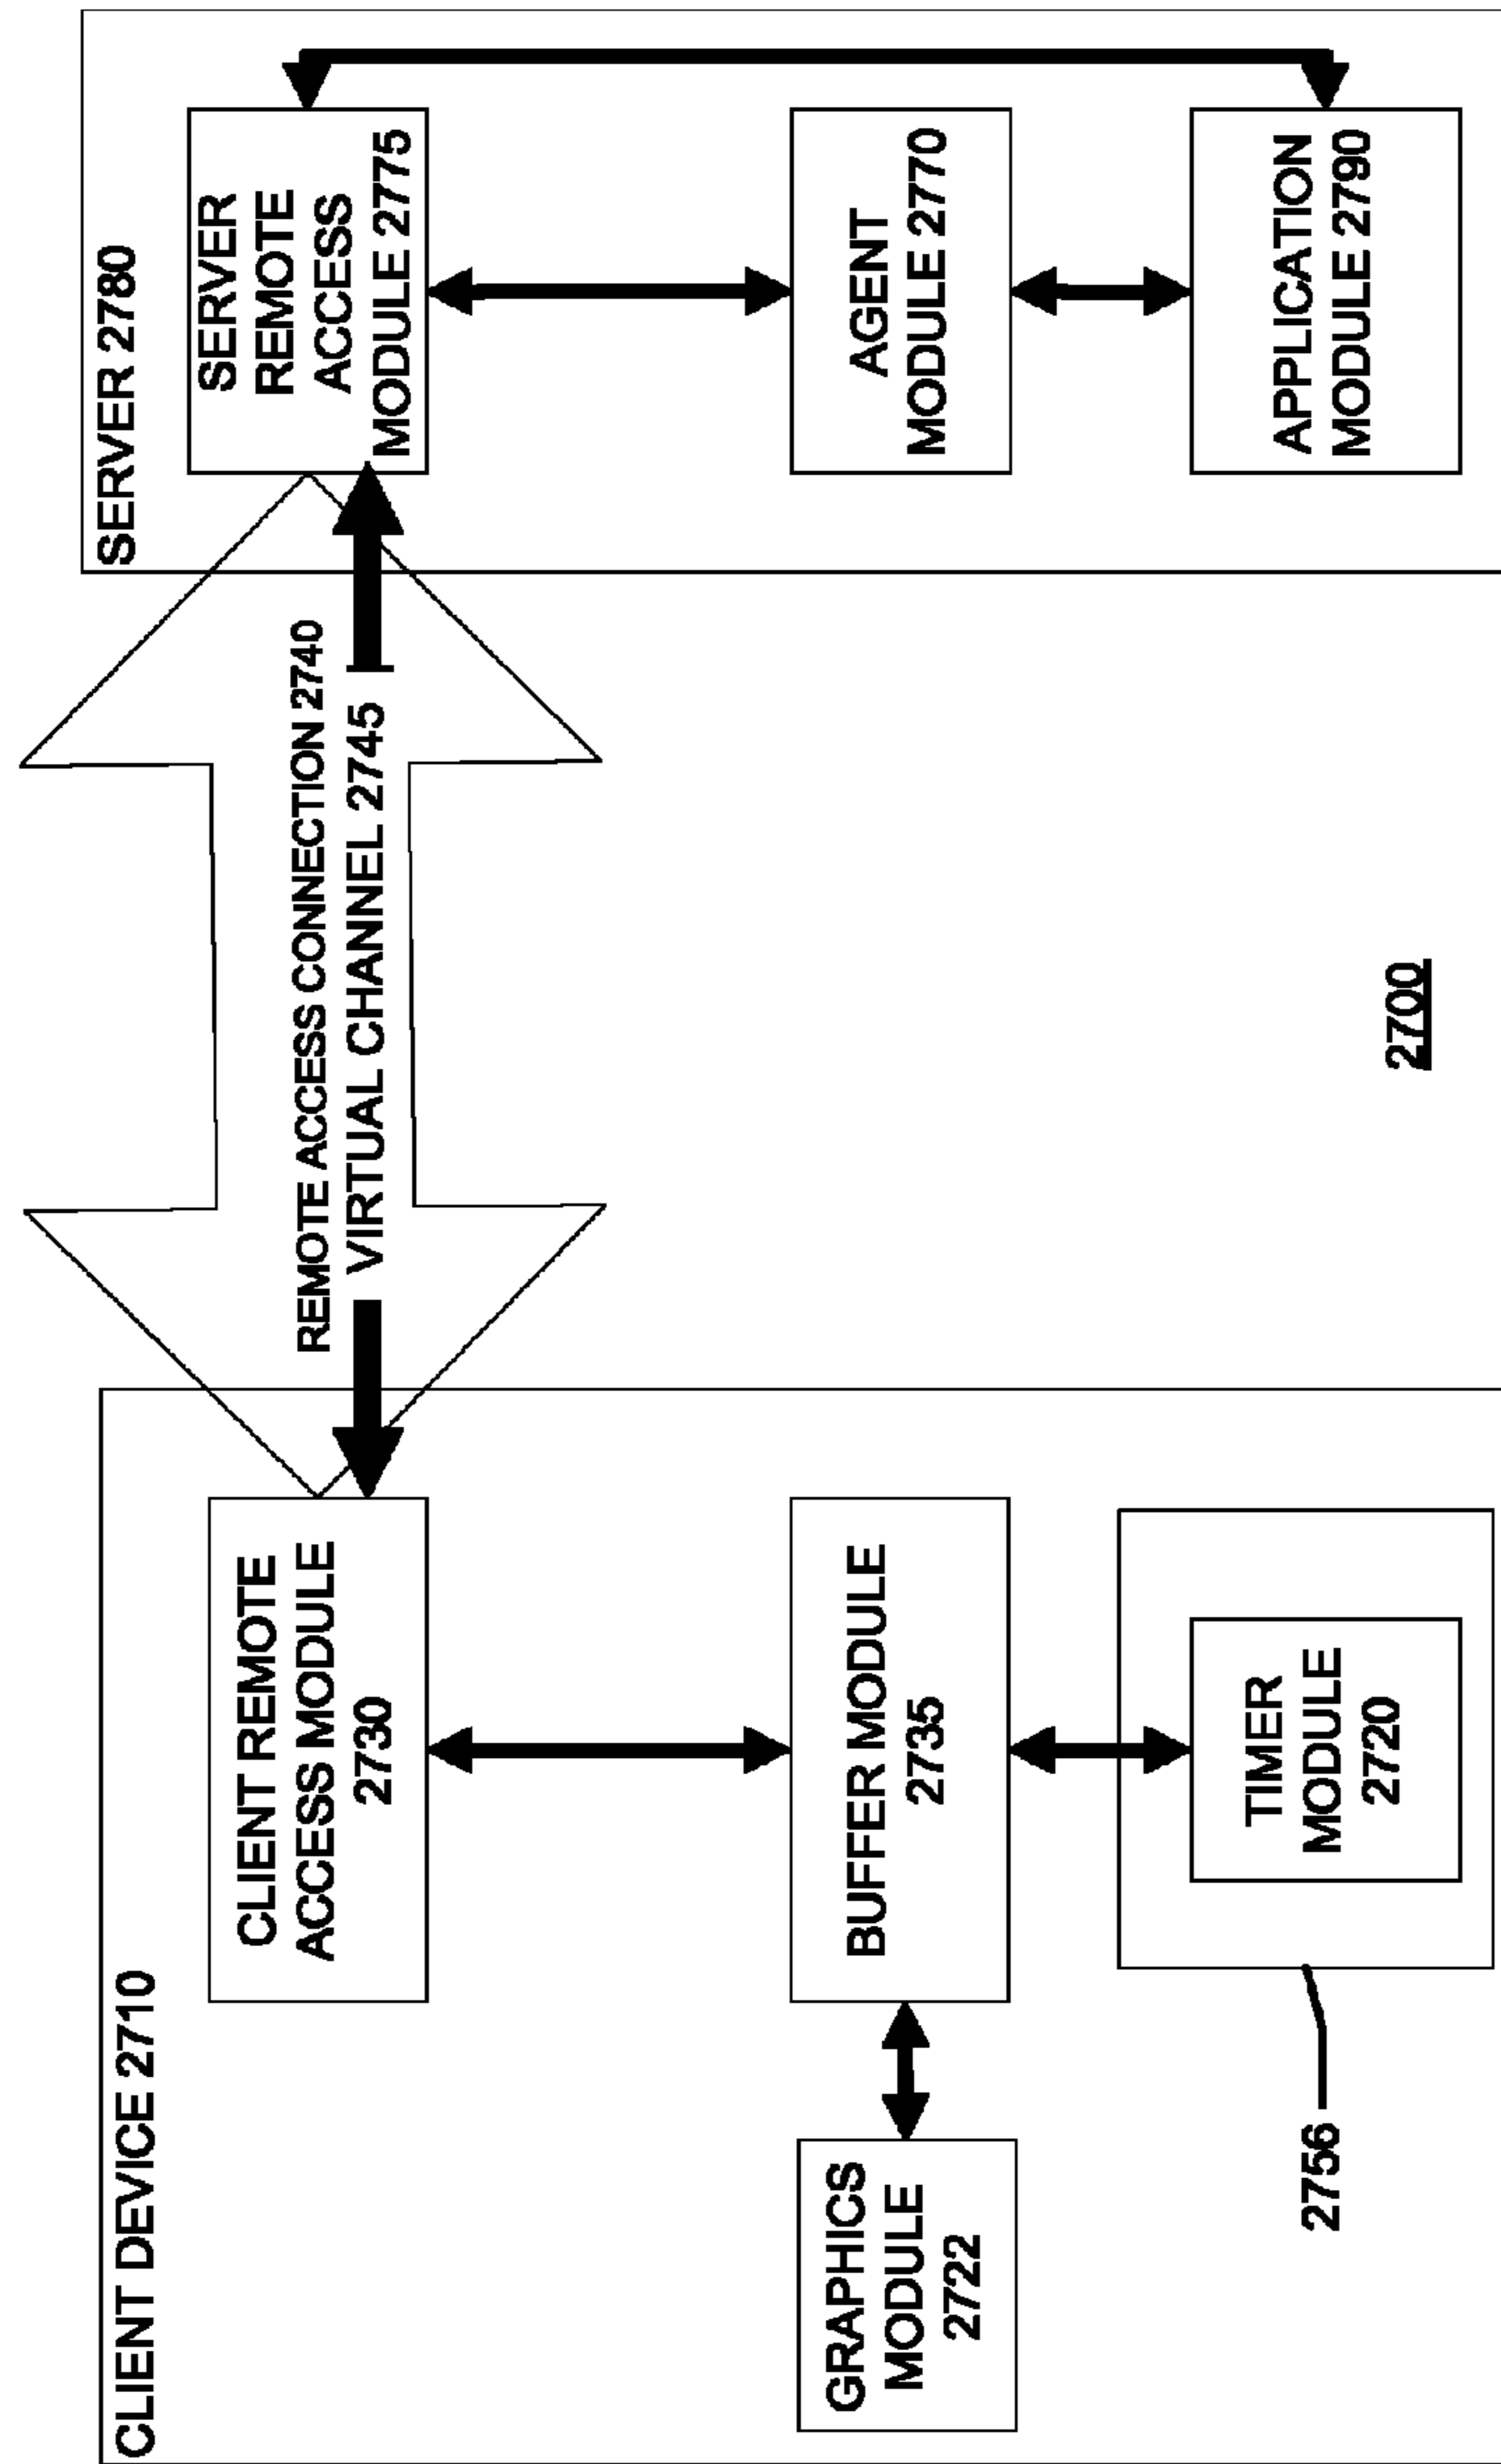 CLIENT DEVICE 2710
CLIENT REMOTE
ACCESS MODULE
2730
GRAPHICS
MODULE
2722
BUFFER MODULE
2735
TIMER
MODULE
2720
2756
REMOTE ACCESS CONNECTION 2740
VIRTUAL CHANNEL 2745
SERVER 2780
SERVER
REMOTE
ACCESS
MODULE 2775
AGENT
MODULE 2770
APPLICATION
MODULE 2790
2700